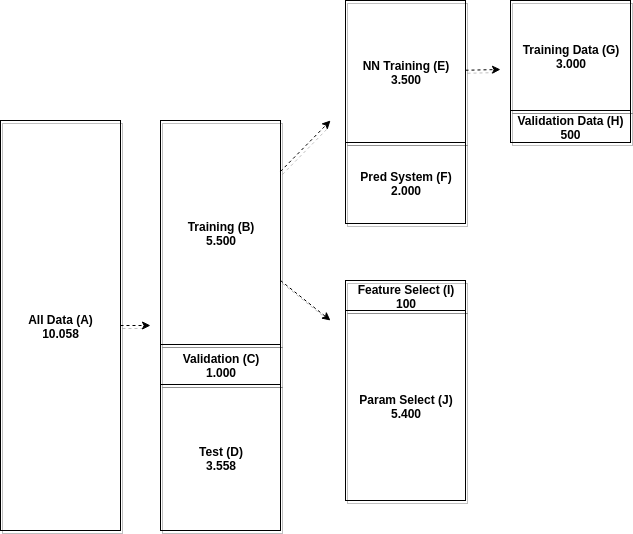 All Data (A)
10.058
Training (B)
5.500
Validation (C)
1.000
Test (D)
3.558
NN Training (E)
3.500
Pred System (F)
2.000
Feature Select (I)
100
Param Select (J)
5.400
Training Data (G)
3.000
Validation Data (H)
500